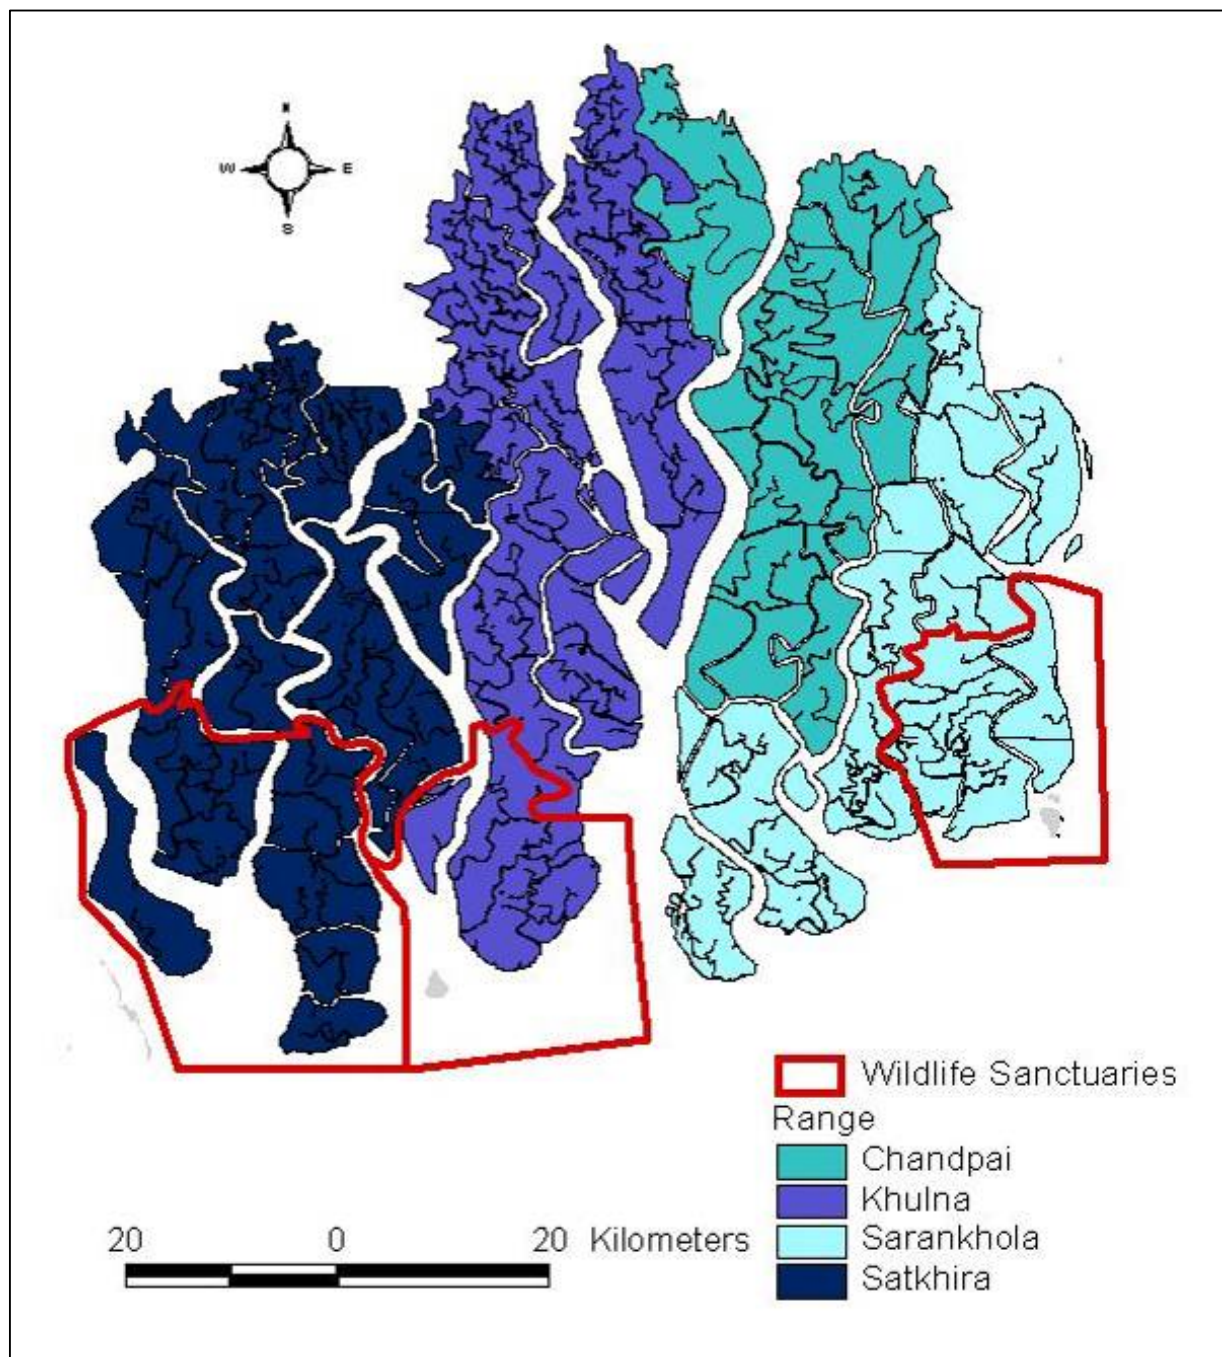 N
W E
S
Wildlife Sanctuaries
Range
Chandpai
Khulna
Sarankhola
Satkhira
20 0 20 Kilometers